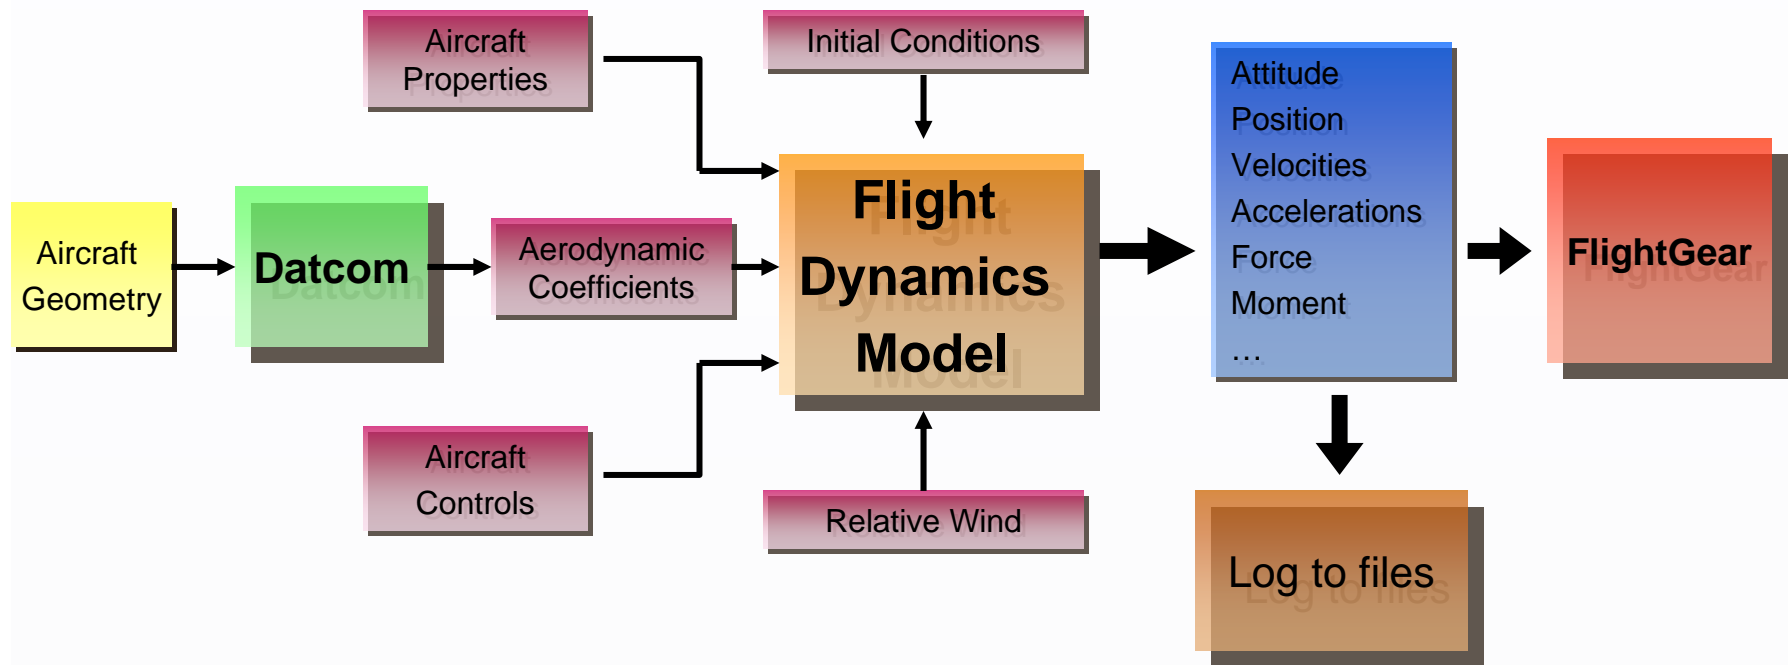 Aircraft
Properties
Initial Conditions
Aircraft
Geometry
Datcom
Aerodynamic
Coefficients
Flight
Dynamics
Model
Aircraft
Controls
Relative Wind
Attitude
Position
Velocities
Accelerations
Force
Moment
…
FlightGear
Log to files